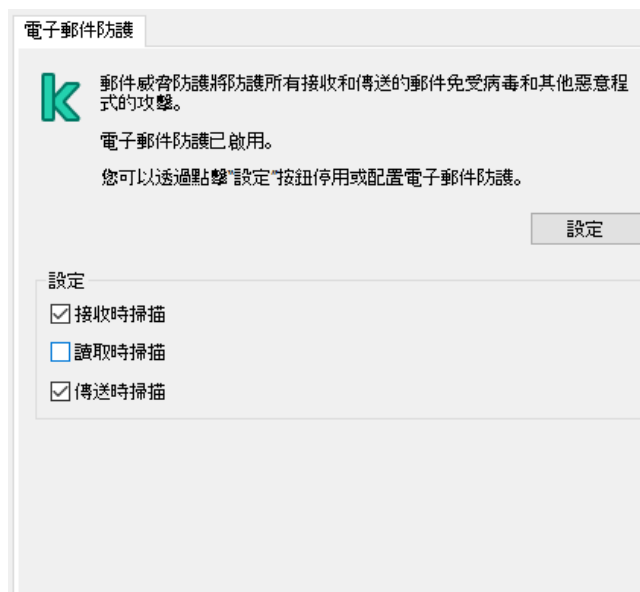 電子郵件防護
郵件威脅防護將防護所有接收和傳送的郵件免受病毒和其他惡意程
式的攻擊。
電子郵件防護已啟用。
您可以透過點擊"設定"按鈕停用或配置電子郵件防護。
設定
設定
接收時掃描
讀取時掃描
傳送時掃描